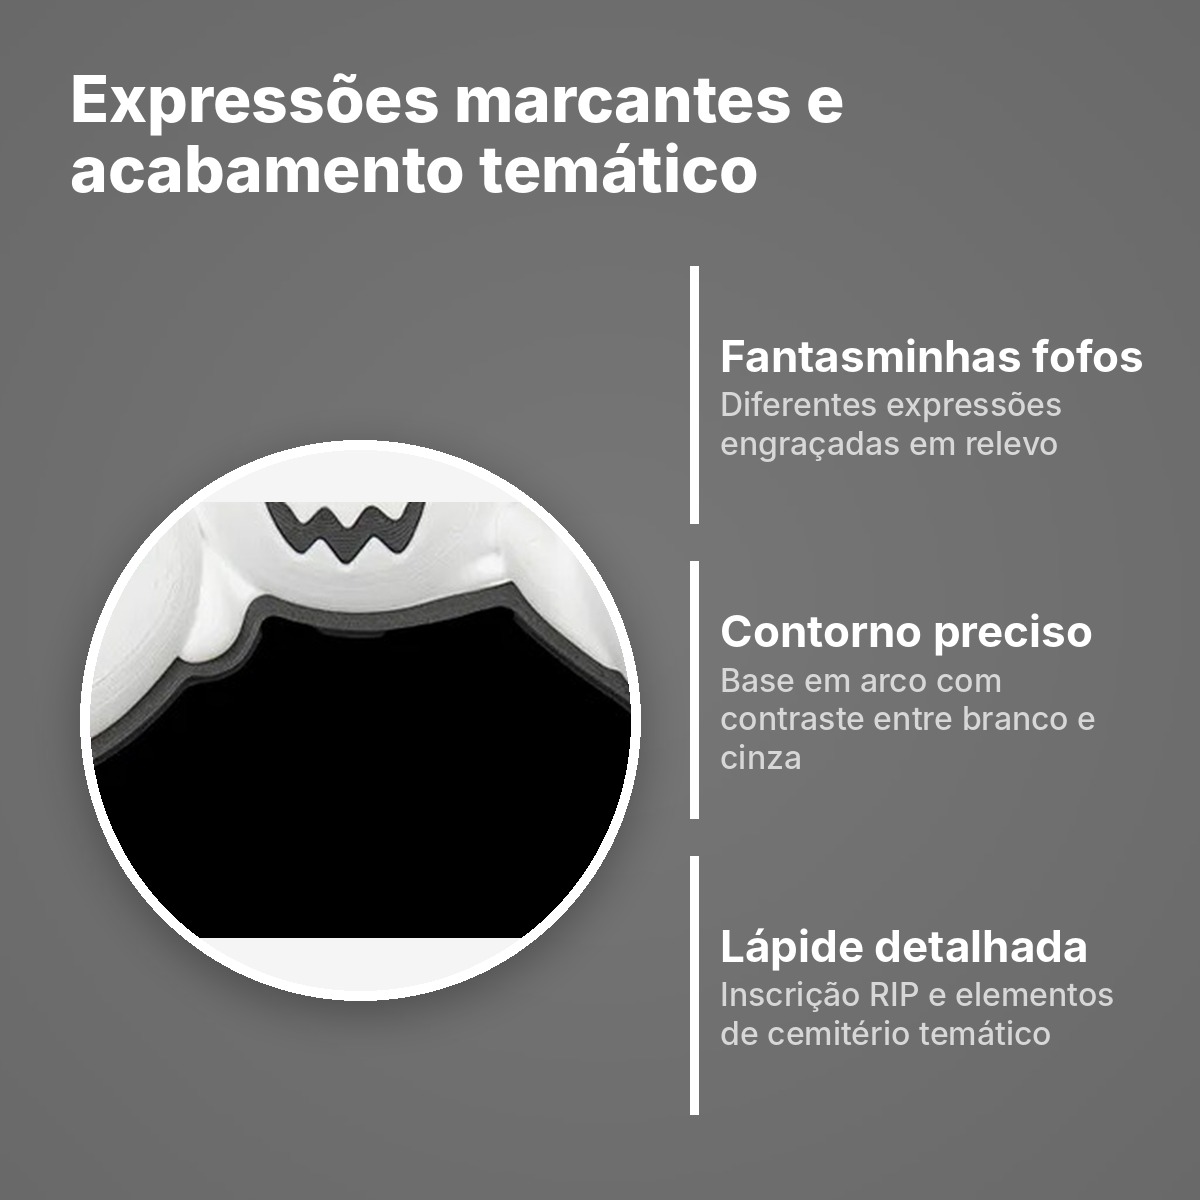 Expressões marcantes e
acabamento temático
Fantasminhas fofos
Diferentes expressões
engraçadas em relevo
Contorno preciso
Base em arco com
contraste entre branco e
cinza
Lápide detalhada
Inscrição RIP e elementos
de cemitério temático